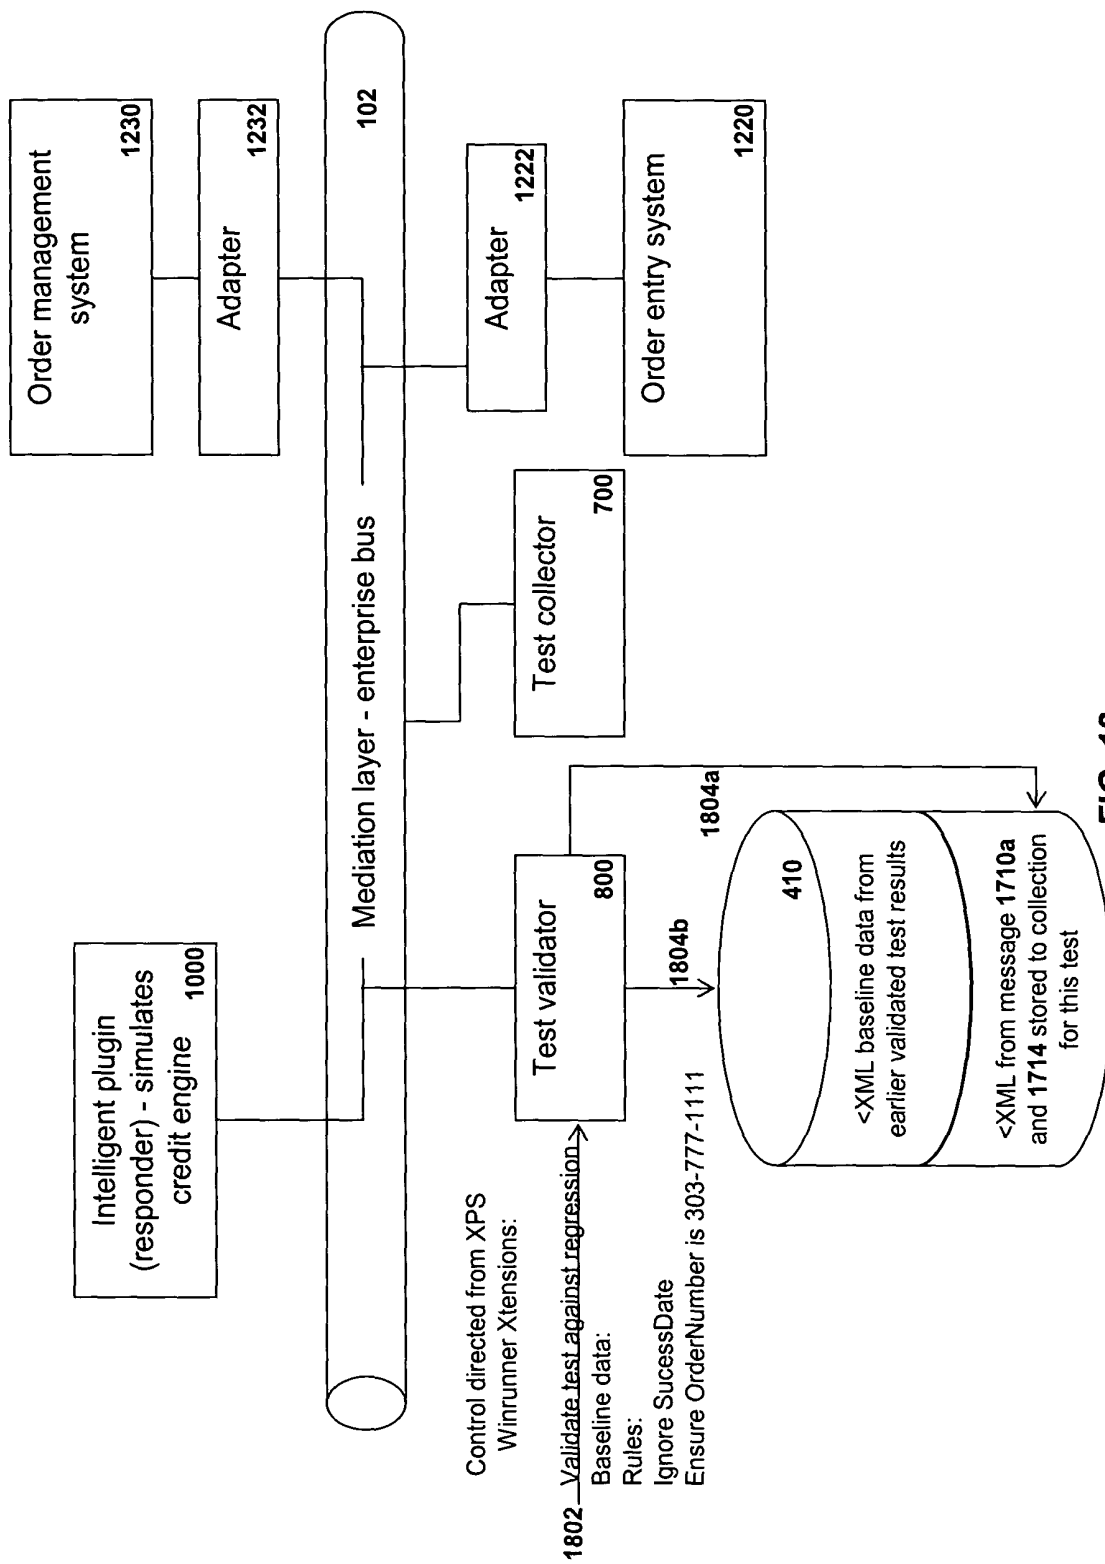 Order management
system
1230
Adapter
1232
Intelligent plugin
(responder) - simulates
credit engine
1000
Mediation layer - enterprise bus
102
Adapter
1222
Order entry system
1220
Test collector
700
Test validator
800
Control directed from XPS
Winrunner Xtensions:
1802
Validate test against regression
Baseline data:
Rules:
Ignore SucessDate
Ensure OrderNumber is 303-777-1111
1804b
1804a
410
<XML baseline data from
earlier validated test results
<XML from message 1710a
and 1714 stored to collection
for this test